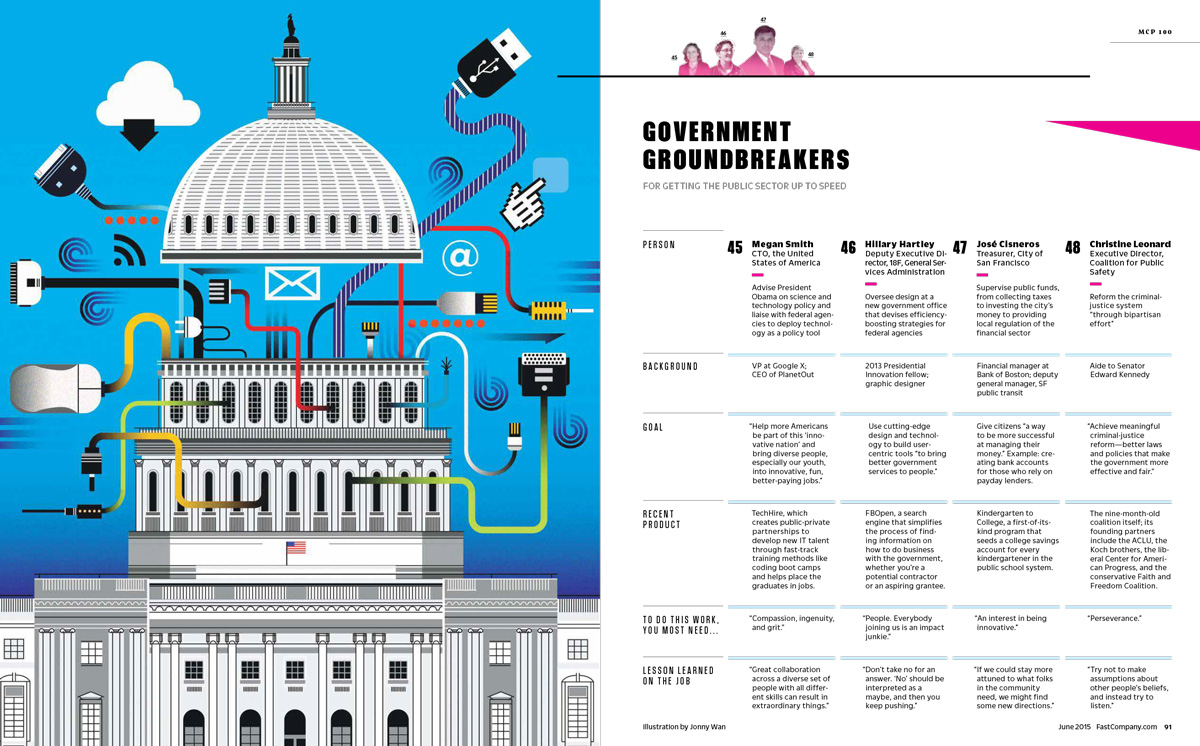 47
46
45
48
MCP 100
GOVERNMENT
GROUNDBREAKERS
FOR GETTING THE PUBLIC SECTOR UP TO SPEED
PERSON
45
Megan Smith
CTO, the United
States of America
Advise President
Obama on science and
technology policy and
liaise with federal agen-
cies to deploy technol-
ogy as a policy tool
46
Hillary Hartley
Deputy Executive Di-
rector, 18F, General Ser-
vices Administration
Oversee design at a
new government office
that devises efficiency-
boosting strategies for
federal agencies
47
José Cisneros
Treasurer, City of
San Francisco
Supervise public funds,
from collecting taxes
to investing the city's
money to providing
local regulation of the
financial sector
48
Christine Leonard
Executive Director,
Coalition for Public
Safety
Reform the criminal-
justice system
"through bipartisan
effort"
BACKGROUND
VP at Google X;
CEO of PlanetOut
2013 Presidential
Innovation fellow;
graphic designer
Financial manager at
Bank of Boston; deputy
general manager, SF
public transit
Aide to Senator
Edward Kennedy
GOAL
"Help more Americans
be part of this 'inno-
vative nation' and
bring diverse people,
especially our youth,
into innovative, fun,
better-paying jobs."
Use cutting-edge
design and technol-
ogy to build user-
centric tools "to bring
better government
services to people."
Give citizens "a way
to be more successful
at managing their
money." Example: cre-
ating bank accounts
for those who rely on
payday lenders.
"Achieve meaningful
criminal-justice
reform—better laws
and policies that make
the government more
effective and fair."
RECENT
PRODUCT
TechHire, which
creates public-private
partnerships to
develop new IT talent
through fast-track
training methods like
coding boot camps
and helps place the
graduates in jobs.
FBOpen, a search
engine that simplifies
the process of find-
ing information on
how to do business
with the government,
whether you're a
potential contractor
or an aspiring grantee.
Kindergarten to
College, a first-of-its-
kind program that
seeds a college savings
account for every
kindergartener in the
public school system.
The nine-month-old
coalition itself; its
founding partners
include the ACLU, the
Koch brothers, the lib-
eral Center for Ameri-
can Progress, and the
conservative Faith and
Freedom Coalition.
TO DO THIS WORK,
YOU MOST NEED...
"Compassion, ingenuity,
and grit."
"People. Everybody
joining us is an impact
junkie."
"An interest in being
innovative."
"Perseverance."
LESSON LEARNED
ON THE JOB
"Great collaboration
across a diverse set of
people with all differ-
ent skills can result in
extraordinary things."
"Don't take no for an
answer. 'No' should be
interpreted as a
maybe, and then you
keep pushing."
"If we could stay more
attuned to what folks
in the community
need, we might find
some new directions."
"Try not to make
assumptions about
other people's beliefs,
and instead try to
listen."
Illustration by Jonny Wan
June 2015 FastCompany.com 91
@